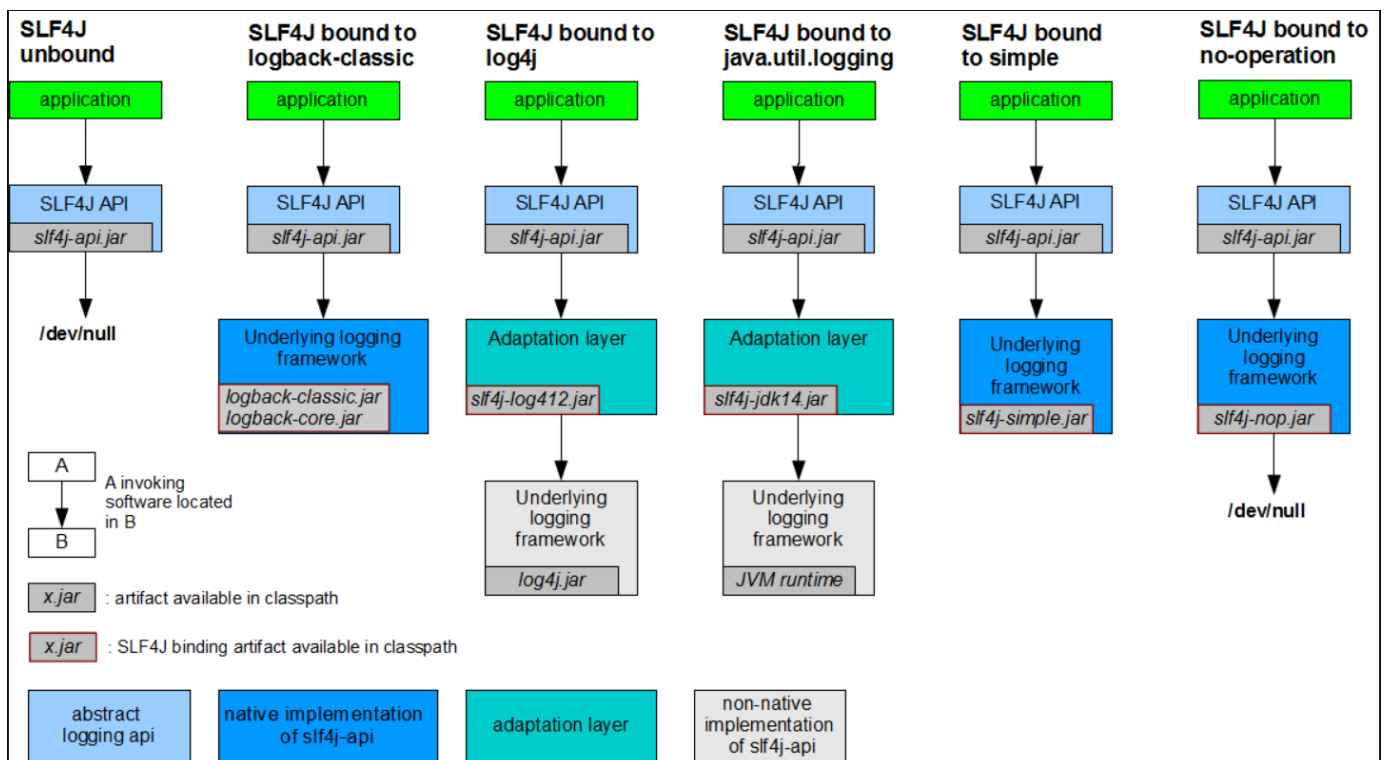 SLF4J
unbound
SLF4J bound to
logback-classic
SLF4J bound to
log4j
SLF4J bound to
java.util.logging
SLF4J bound
to simple
SLF4J bound to
no-operation
application
application
application
application
application
application
SLF4J API
slf4j-api.jar
SLF4J API
slf4j-api.jar
SLF4J API
slf4j-api.jar
SLF4J API
slf4j-api.jar
SLF4J API
slf4j-api.jar
SLF4J API
slf4j-api.jar
/dev/null
Underlying logging
framework
logback-classic.jar
logback-core.jar
Adaptation layer
slf4j-log412.jar
Adaptation layer
slf4j-jdk14.jar
Underlying
logging
framework
slf4j-simple.jar
Underlying
logging
framework
slf4j-nop.jar
A
B
A invoking
software located
in B
Underlying
logging
framework
log4j.jar
Underlying
logging
framework
JVM runtime
/dev/null
x.jar : artifact available in classpath
x.jar : SLF4J binding artifact available in classpath
abstract
logging api
native implementation
of slf4j-api
adaptation layer
non-native
implementation
of slf4j-api